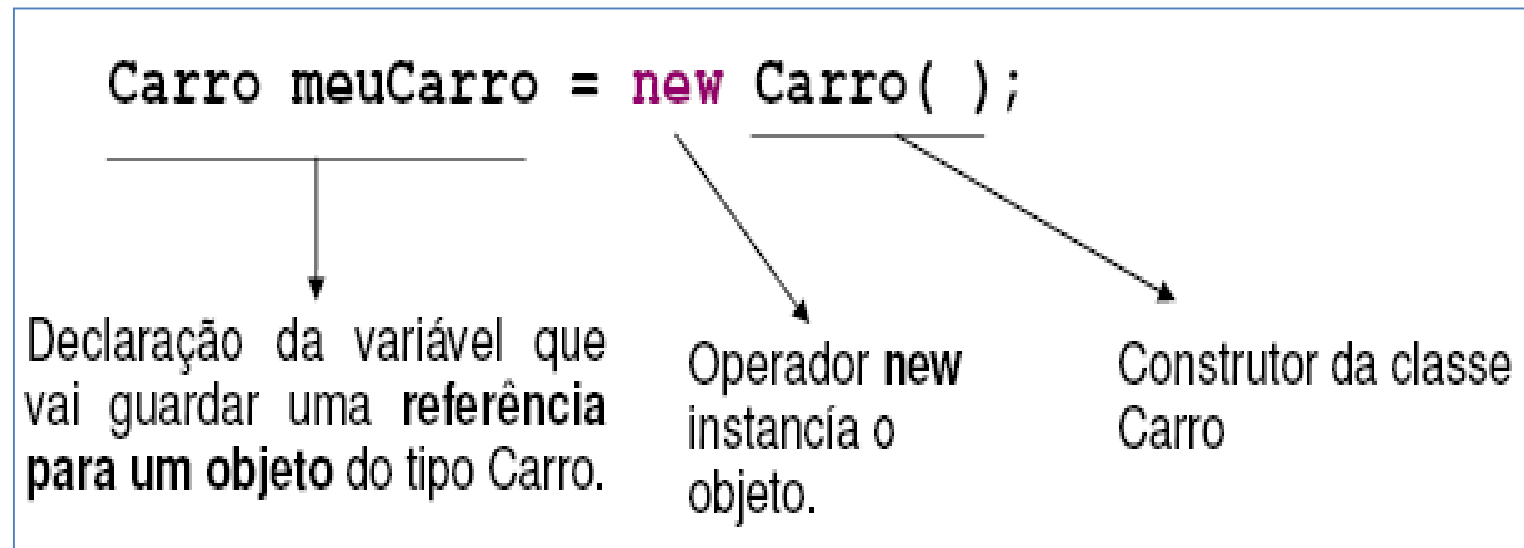 Carro meuCarro = new Carro( );
Declaração da variável que
vai guardar uma referência
para um objeto do tipo Carro.
Operador new
instancía o
objeto.
Construtor da classe
Carro